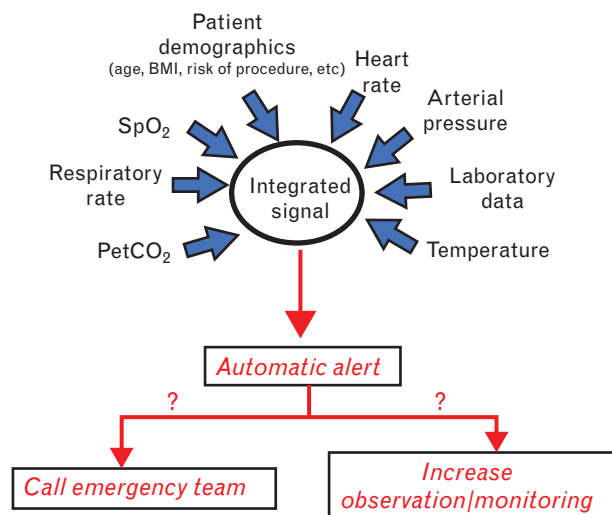 Patient
demographics
(age, BMI, risk of procedure, etc)
Heart
rate
Arterial
pressure
SpO₂
Respiratory
rate
Integrated
signal
Laboratory
data
PetCO₂
Temperature
Automatic alert
?
?
Call emergency team
Increase
observation/monitoring